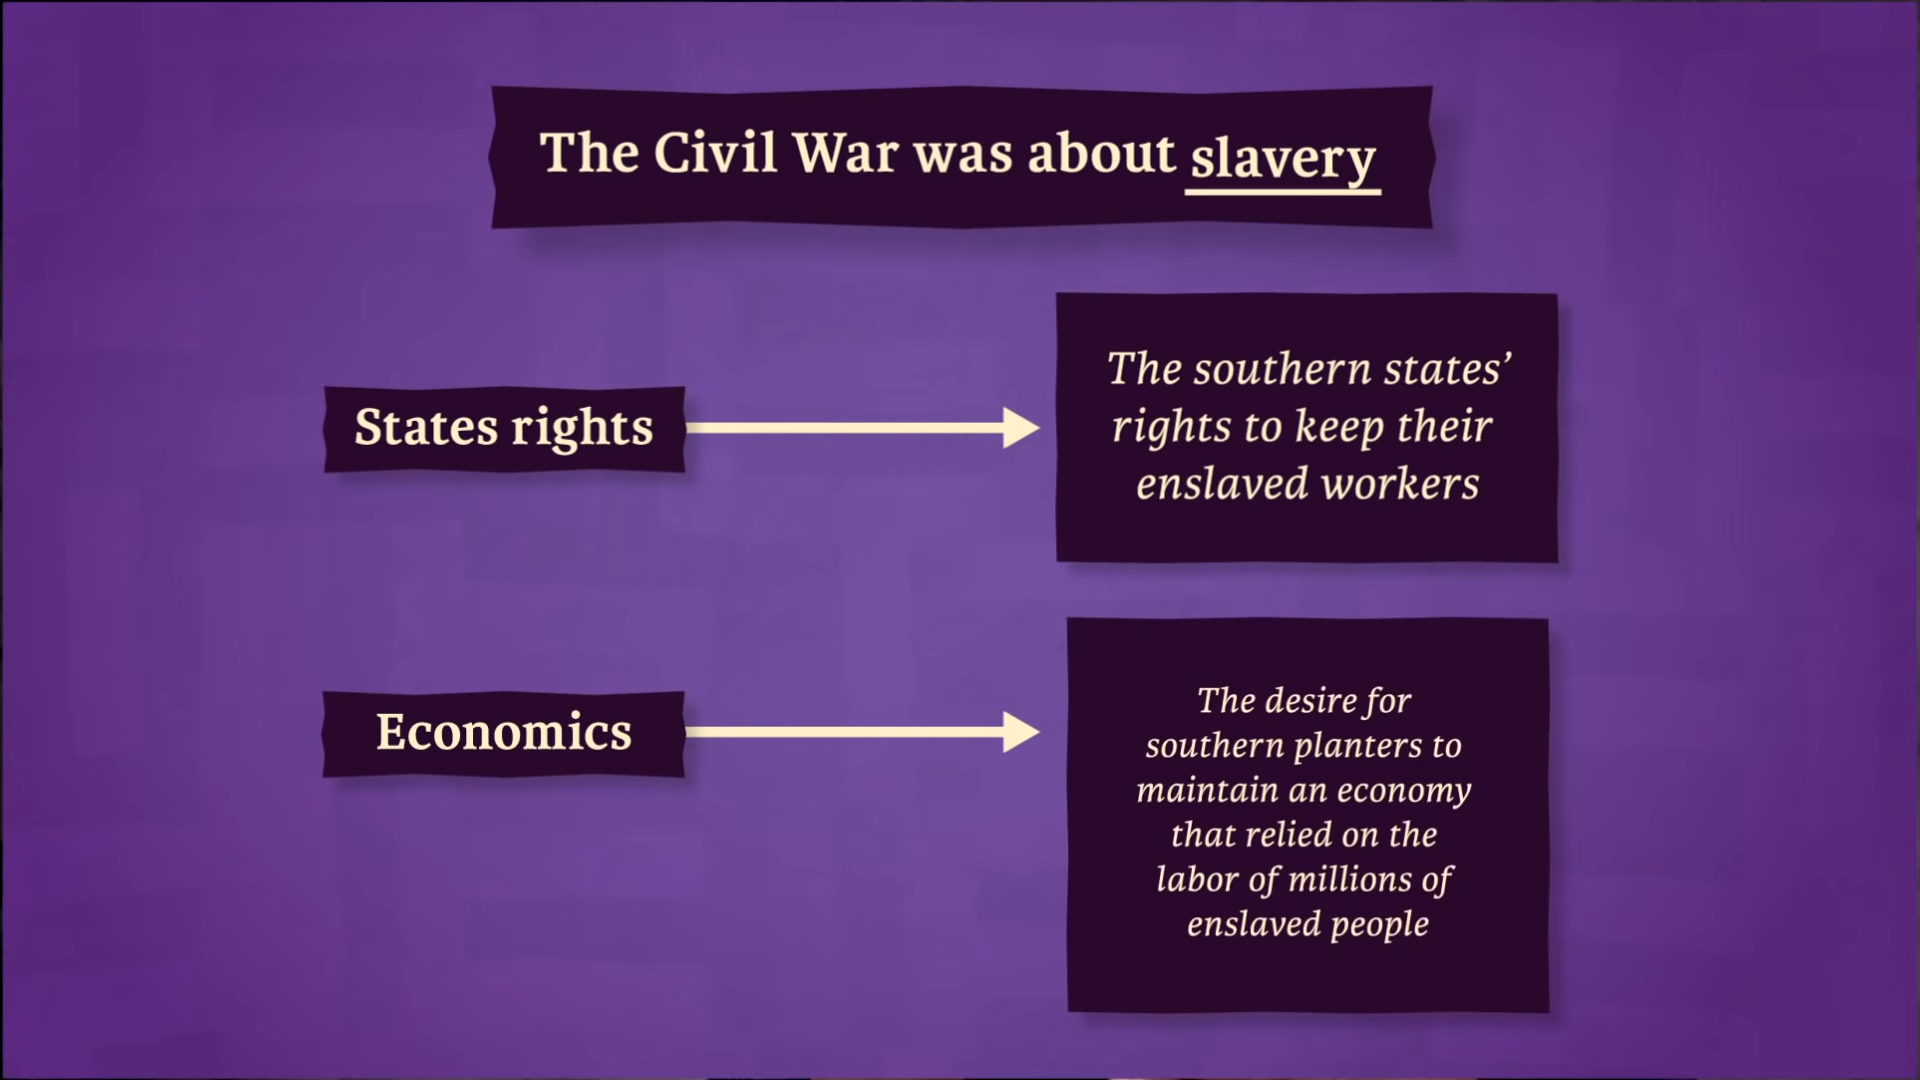 The Civil War was about slavery
States rights
The southern states’
rights to keep their
enslaved workers
Economics
The desire for
southern planters to
maintain an economy
that relied on the
labor of millions of
enslaved people